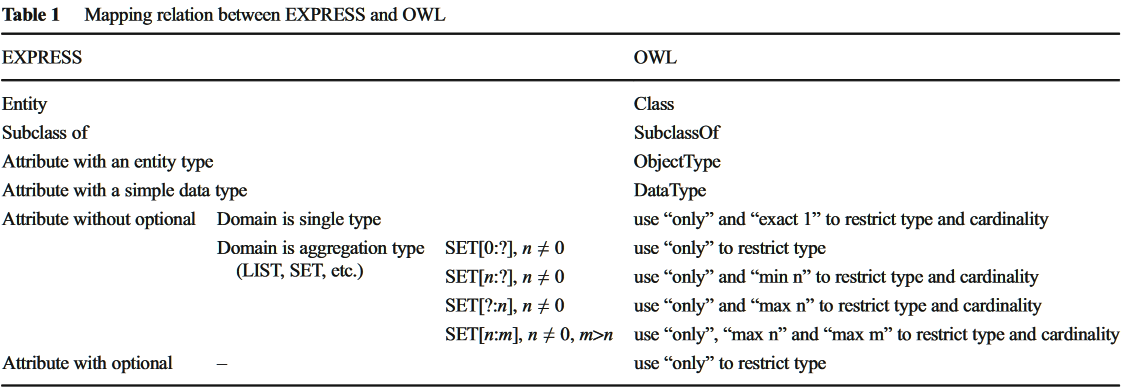 Table 1 Mapping relation between EXPRESS and OWL
EXPRESS OWL
Entity Class
Subclass of SubclassOf
Attribute with an entity type ObjectType
Attribute with a simple data type DataType
Attribute without optional Domain is single type use “only” and “exact 1” to restrict type and cardinality
Domain is aggregation type SET[0:?], n ≠ 0 use “only” to restrict type
(LIST, SET, etc.)
SET[n:?], n ≠ 0 use “only” and “min n” to restrict type and cardinality
SET[?:n], n ≠ 0 use “only” and “max n” to restrict type and cardinality
SET[n:m], n ≠ 0, m>n use “only”, “max n” and “max m” to restrict type and cardinality
Attribute with optional – use “only” to restrict type